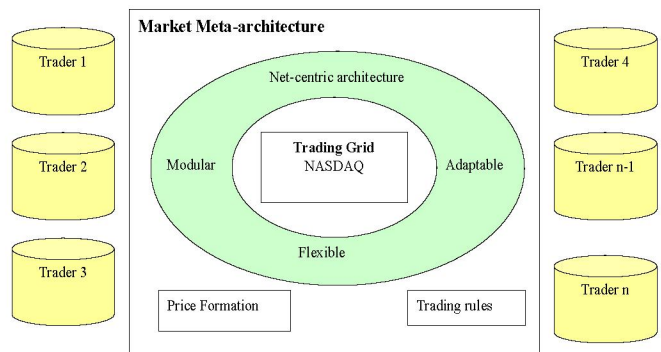 Market Meta-architecture
Trader 1
Trader 2
Trader 3
Net-centric architecture
Modular
Trading Grid
NASDAQ
Adaptable
Flexible
Price Formation
Trading rules
Trader 4
Trader n-1
Trader n